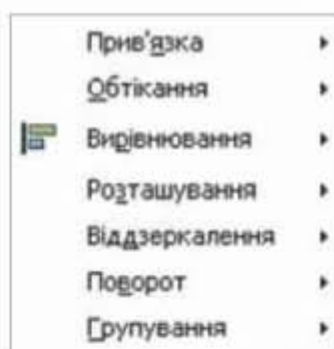 Прив'язка
Обтікання
Вирівнювання
Розташування
Віддзеркалення
Поворот
Групування